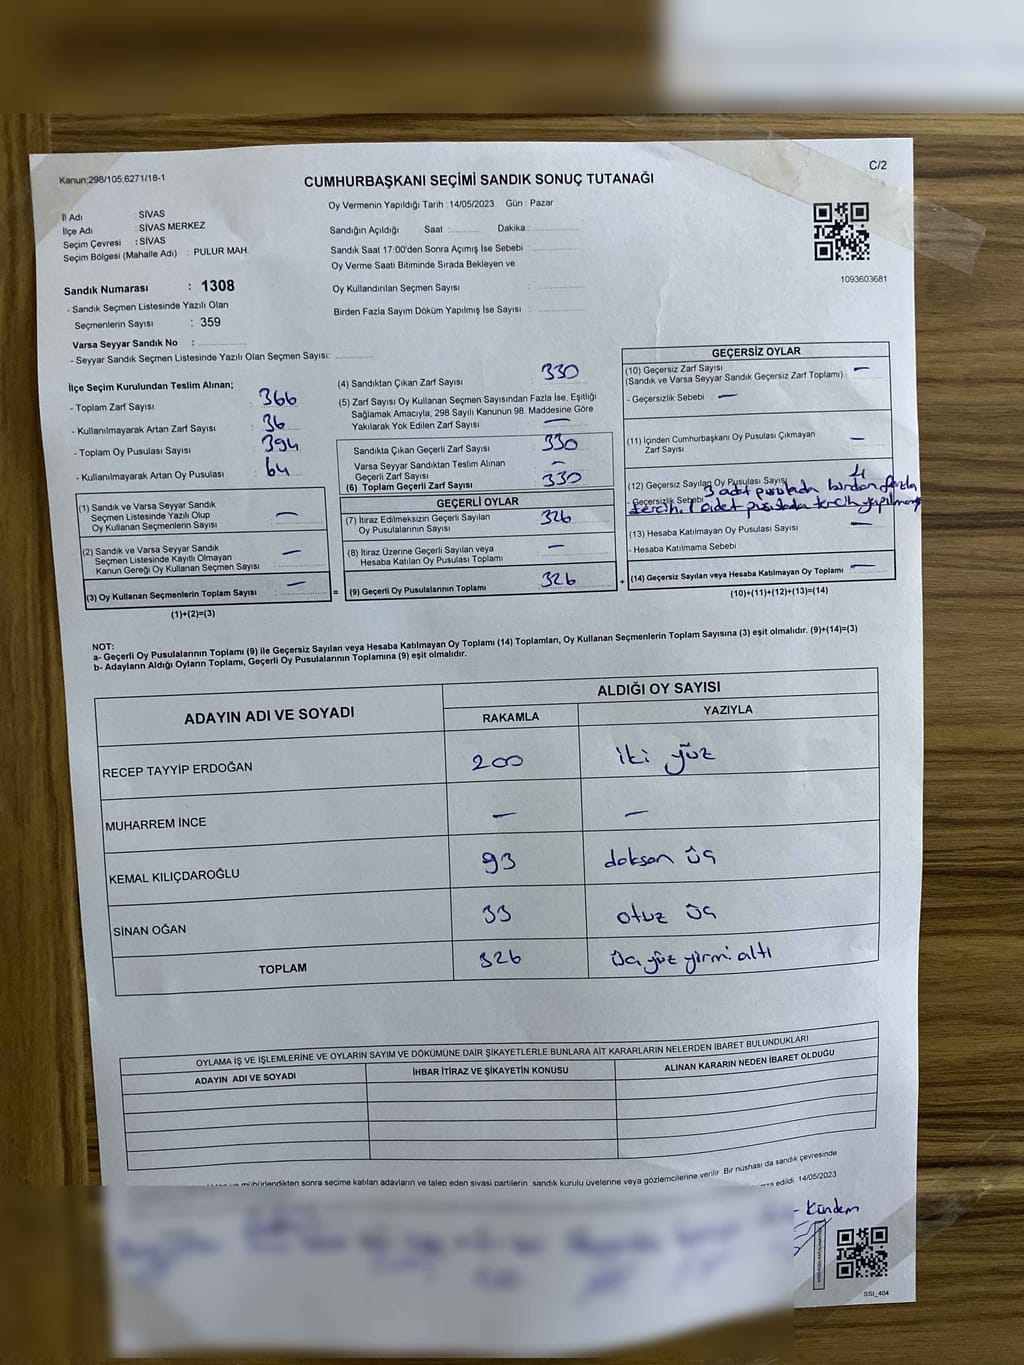 Kanun;298/105,6271/18-1
C/2
CUMHURBAŞKANI SEÇİMİ SANDIK SONUÇ TUTANAĞI
Oy Vermenin Yapıldığı Tarih :14/05/2023 Gün : Pazar
İl Adı : SİVAS
İlçe Adı : SİVAS MERKEZ
Seçim Çevresi : SİVAS
Seçim Bölgesi (Mahalle Adı) : PULUR MAH.
Sandığın Açıldığı Saat : Dakika :
Sandık Saat 17:00'den Sonra Açımış İse Sebebi :
Oy Verme Saati Bitiminde Sırada Bekleyen ve
Oy Kullandırılan Seçmen Sayısı :
Birden Fazla Sayım Döküm Yapılmış İse Sayısı :
1093603681
Sandık Numarası : 1308
- Sandık Seçmen Listesinde Yazılı Olan
Seçmenlerin Sayısı : 359
Varsa Seyyar Sandık No :
- Seyyar Sandık Seçmen Listesinde Yazılı Olan Seçmen Sayısı:
İlçe Seçim Kurulundan Teslim Alınan;
- Toplam Zarf Sayısı : 366
- Kullanılmayarak Artan Zarf Sayısı : 36
- Toplam Oy Pusulası Sayısı : 394
- Kullanılmayarak Artan Oy Pusulası : 64
(1) Sandık ve Varsa Seyyar Sandık
Seçmen Listesinde Yazılı Olup
Oy Kullanan Seçmenlerin Sayısı : —
(2) Sandık ve Varsa Seyyar Sandık
Seçmen Listesinde Kayıtlı Olmayan
Kanun Gereği Oy Kullanan Seçmen Sayısı : —
(3) Oy Kullanan Seçmenlerin Toplam Sayısı : —
(1)+(2)=(3)
(4) Sandıktan Çıkan Zarf Sayısı : 330
(5) Zarf Sayısı Oy Kullanan Seçmen Sayısından Fazla İse, Eşitliği
Sağlamak Amacıyla, 298 Sayılı Kanunun 98. Maddesine Göre
Yakılarak Yok Edilen Zarf Sayısı : —
Sandıkta Çıkan Geçerli Zarf Sayısı : 330
Varsa Seyyar Sandıktan Teslim Alınan
Geçerli Zarf Sayısı : —
(6) Toplam Geçerli Zarf Sayısı : 330
GEÇERLİ OYLAR
(7) İtiraz Edilmeksizin Geçerli Sayılan
Oy Pusulalarının Sayısı : 326
(8) İtiraz Üzerine Geçerli Sayılan veya
Hesaba Katılan Oy Pusulası Toplamı : —
= (9) Geçerli Oy Pusulalarının Toplamı : 326
GEÇERSİZ OYLAR
(10) Geçersiz Zarf Sayısı
(Sandık ve Varsa Seyyar Sandık Geçersiz Zarf Toplamı) : —
- Geçersizlik Sebebi : —
(11) İçinden Cumhurbaşkanı Oy Pusulası Çıkmayan
Zarf Sayısı : —
(12) Geçersiz Sayılan Oy Pusulası Sayısı 4
- Geçersizlik Sebebi 3 adet pusulada birden fazla
tercih, 1 adet pusulada tercih
(13) Hesaba Katılmayan Oy Pusulası Sayısı : —
- Hesaba Katılmama Sebebi :
+ (14) Geçersiz Sayılan veya Hesaba Katılmayan Oy Toplamı : —
(10)+(11)+(12)+(13)=(14)
NOT:
a- Geçerli Oy Pusulalarının Toplamı (9) ile Geçersiz Sayılan veya Hesaba Katılmayan Oy Toplamı (14) Toplamları, Oy Kullanan Seçmenlerin Toplam Sayısına (3) eşit olmalıdır. (9)+(14)=(3)
b- Adayların Aldığı Oyların Toplamı, Geçerli Oy Pusulalarının Toplamına (9) eşit olmalıdır.
ADAYIN ADI VE SOYADI ALDIĞI OY SAYISI
RAKAMLA YAZIYLA
RECEP TAYYİP ERDOĞAN 200 iki yüz
MUHARREM İNCE — —
KEMAL KILIÇDAROĞLU 93 doksan üç
SİNAN OĞAN 33 otuz üç
TOPLAM 326 Üç yüz yirmi altı
OYLAMA İŞ VE İŞLEMLERİNE VE OYLARIN SAYIM VE DÖKÜMÜNE DAİR ŞİKAYETLERLE BUNLARA AİT KARARLARIN NELERDEN İBARET BULUNDUKLARI
ADAYIN ADI VE SOYADI İHBAR İTİRAZ VE ŞİKAYETİN KONUSU ALINAN KARARIN NEDEN İBARET OLDUĞU
mühürlendikten sonra seçime katılan adayların ve talep eden siyasi partilerin sandık kurulu üyelerine veya gözlemcilerine verilir. Bir nüshası da sandık çevresinde
edildi. 14/05/2023
SSI_404